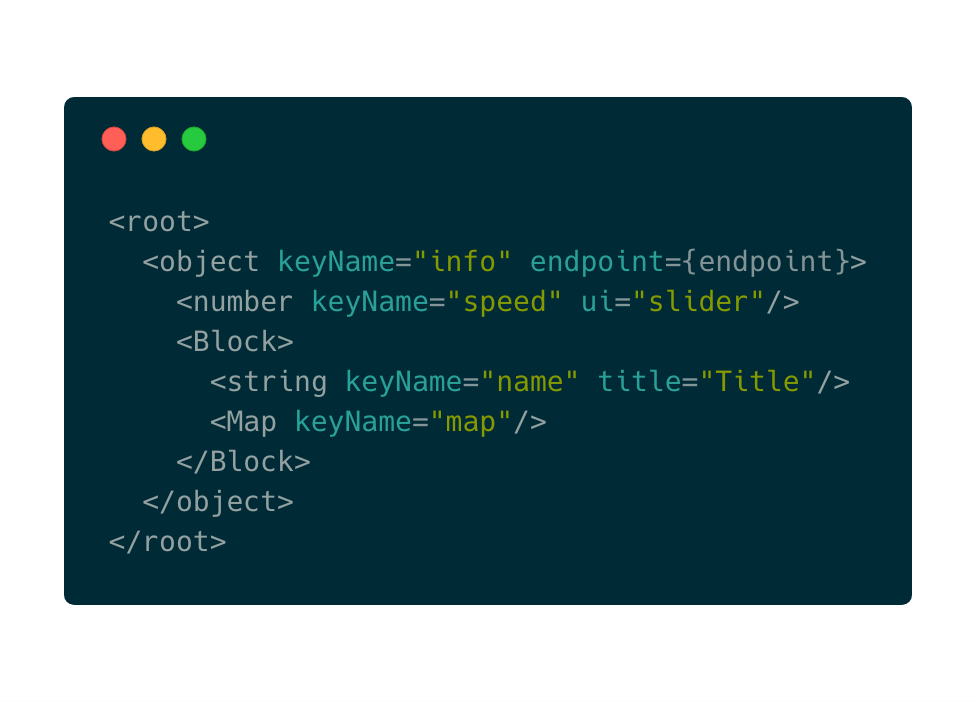 <root>
  <object keyName="info" endpoint={endpoint}>
    <number keyName="speed" ui="slider"/>
    <Block>
      <string keyName="name" title="Title"/>
      <Map keyName="map"/>
    </Block>
  </object>
</root>